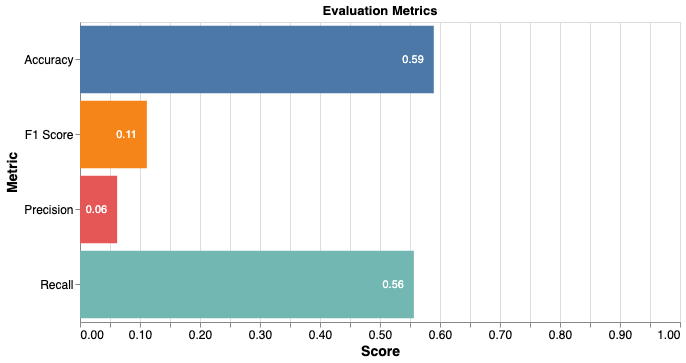 Evaluation Metrics
Metric
Accuracy
0.59
F1 Score
0.11
Precision
0.06
Recall
0.56
0.00 0.10 0.20 0.30 0.40 0.50 0.60 0.70 0.80 0.90 1.00
Score